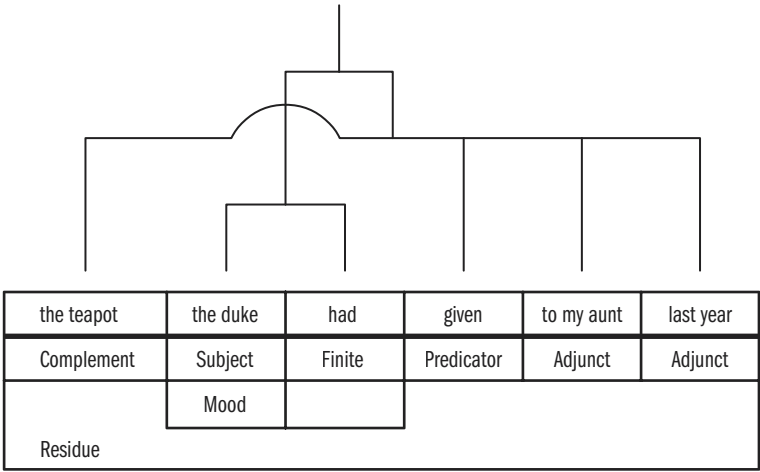 the teapot the duke had given to my aunt last year
Complement Subject Finite Predicator Adjunct Adjunct
Mood
Residue